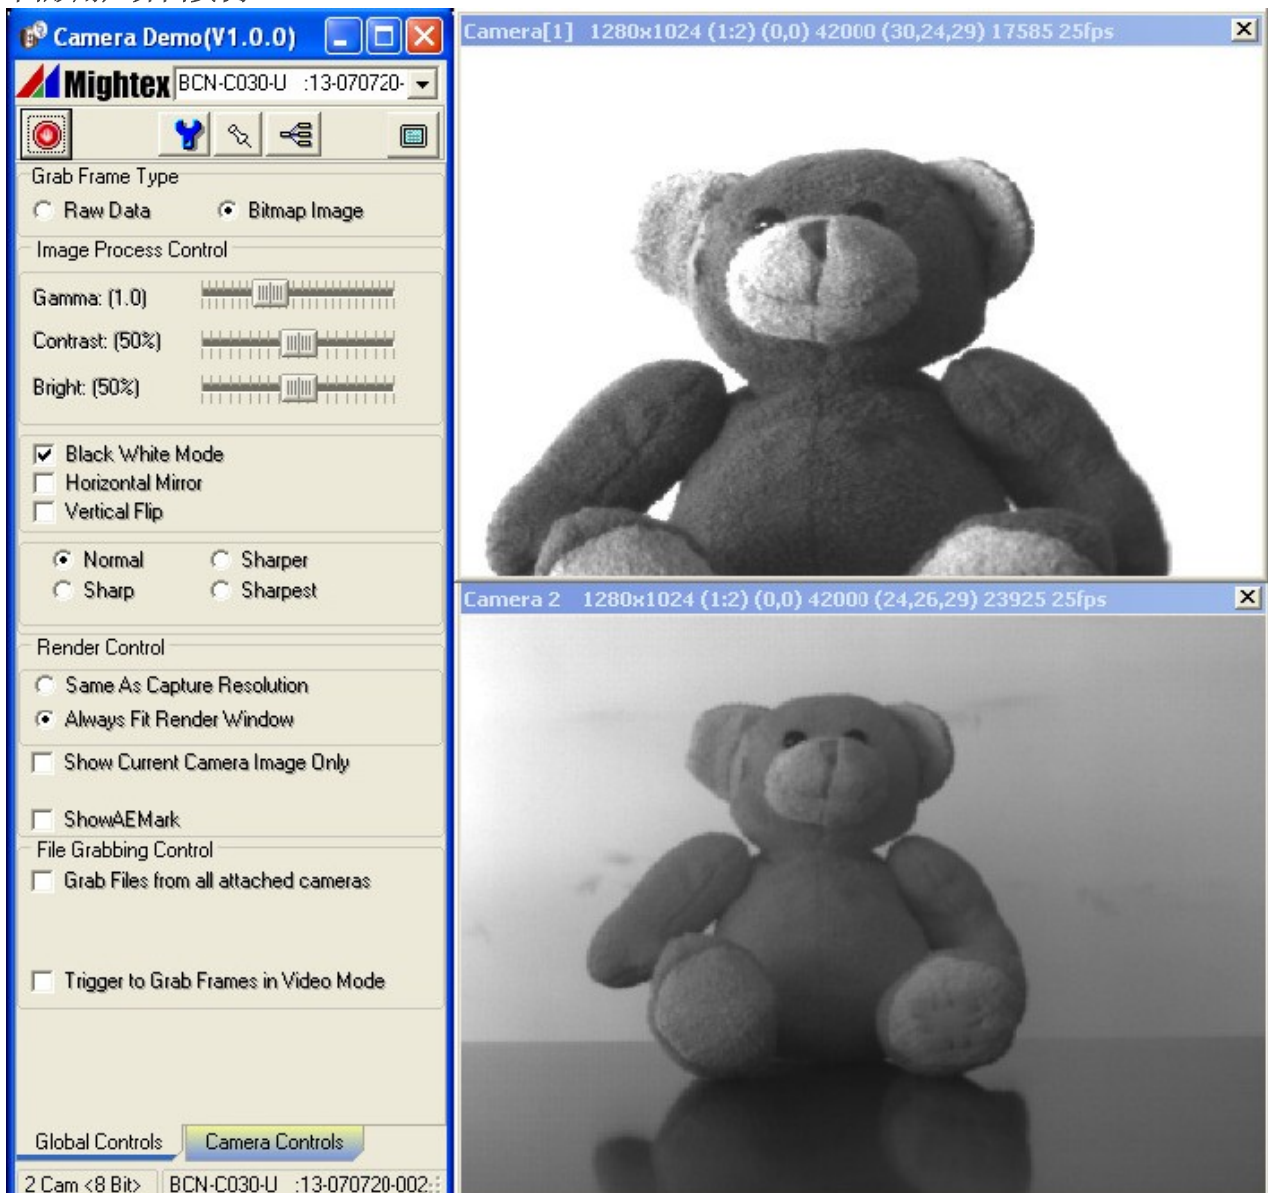 Camera Demo(V1.0.0)
Mightex BCN-C030-U :13-070720-
Grab Frame Type
Raw Data Bitmap Image
Image Process Control
Gamma: (1.0)
Contrast: (50%)
Bright: (50%)
Black White Mode
Horizontal Mirror
Vertical Flip
Normal Sharper
Sharp Sharpest
Render Control
Same As Capture Resolution
Always Fit Render Window
Show Current Camera Image Only
ShowAEMark
File Grabbing Control
Grab Files from all attached cameras
Trigger to Grab Frames in Video Mode
Global Controls Camera Controls
2 Cam <8 Bit> BCN-C030-U :13-070720-002:
Camera[1] 1280x1024 (1:2) (0,0) 42000 (30,24,29) 17585 25fps
Camera 2 1280x1024 (1:2) (0,0) 42000 (24,26,29) 23925 25fps